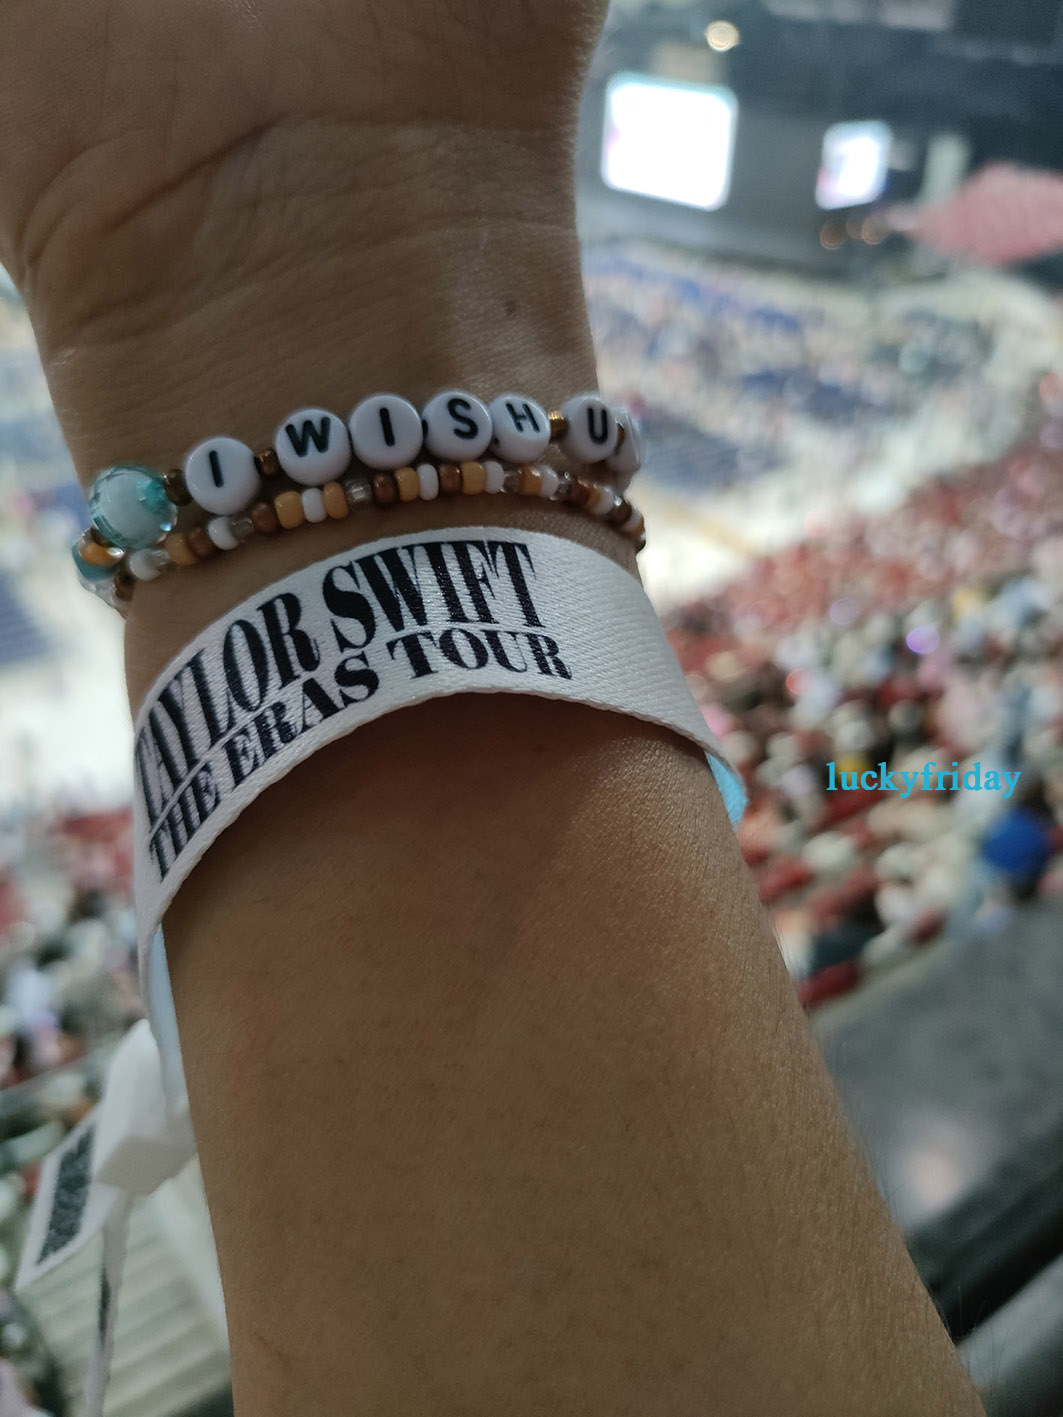 I WISH U
TAYLOR SWIFT
THE ERAS TOUR
luckyfriday